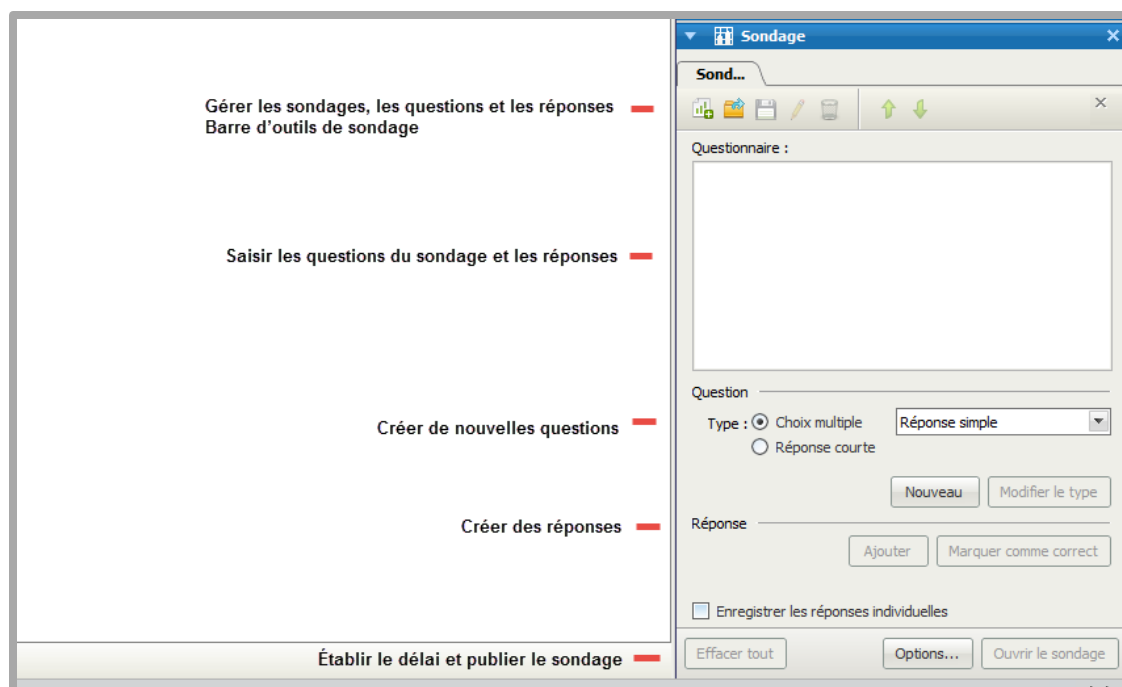 Sondage
Sond...
Gérer les sondages, les questions et les réponses
Barre d'outils de sondage
Questionnaire :
Saisir les questions du sondage et les réponses
Question
Créer de nouvelles questions
Type : Choix multiple Réponse simple
Réponse courte
Nouveau Modifier le type
Créer des réponses
Réponse
Ajouter Marquer comme correct
Enregistrer les réponses individuelles
Établir le délai et publier le sondage
Effacer tout Options... Ouvrir le sondage